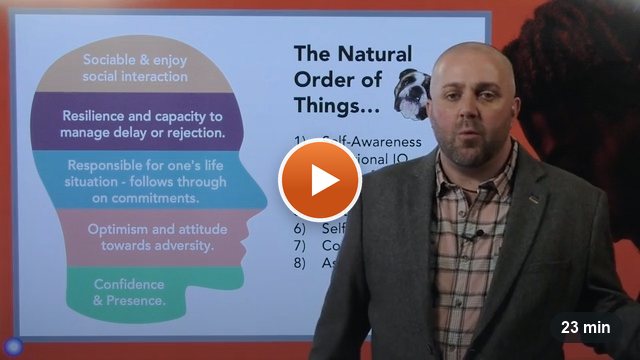 Sociable & enjoy
social interaction
Resilience and capacity to
manage delay or rejection.
Responsible for one's life
situation - follows through
on commitments.
Optimism and attitude
towards adversity.
Confidence
& Presence.
The Natural
Order of
Things...
1) Self-Awareness
IQ
6) Self
7)
8)
23 min